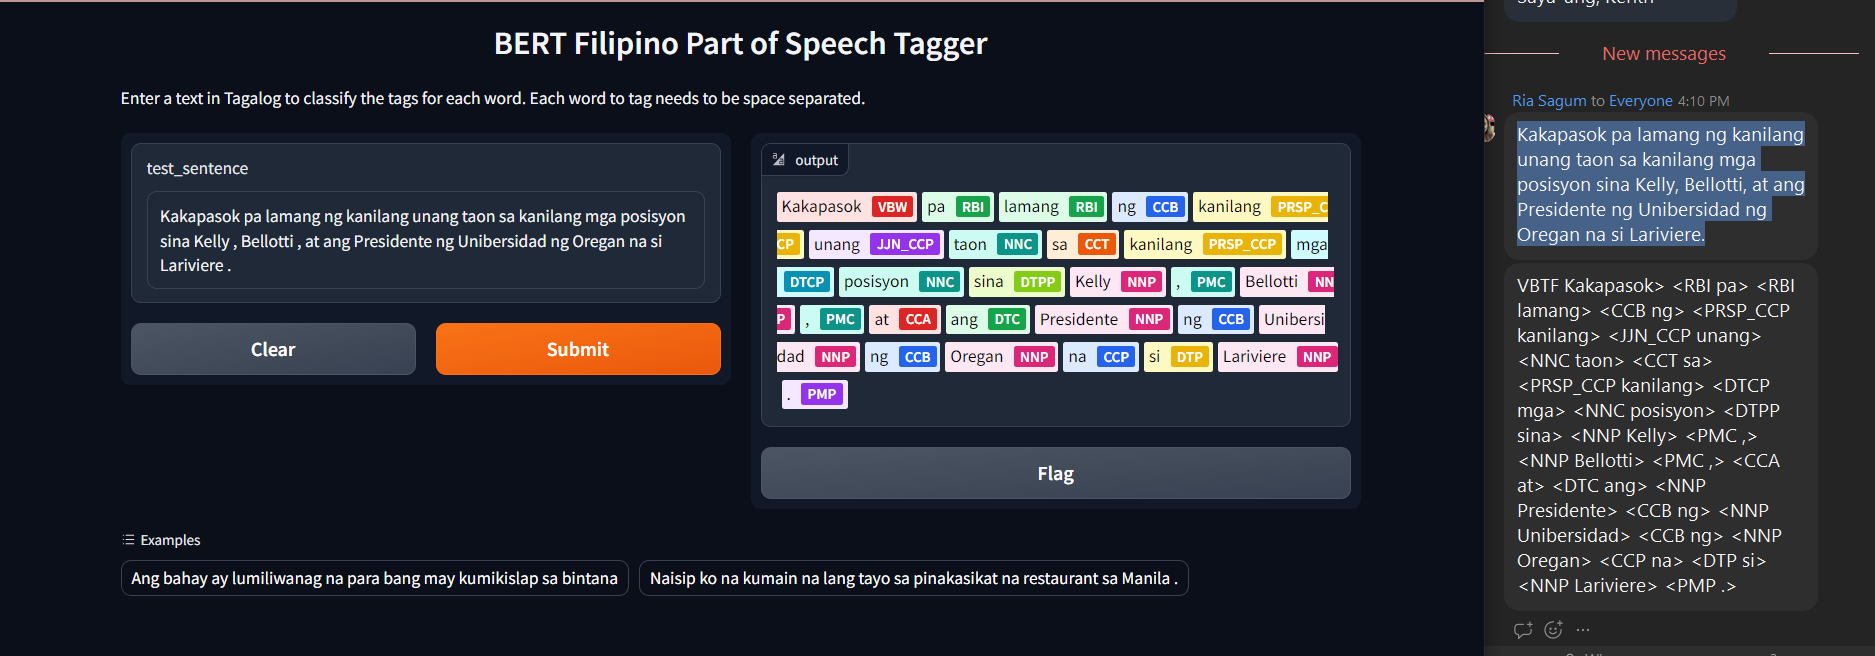 BERT Filipino Part of Speech Tagger
Enter a text in Tagalog to classify the tags for each word. Each word to tag needs to be space separated.
test_sentence
Kakapasok pa lamang ng kanilang unang taon sa kanilang mga posisyon
sina Kelly , Bellotti , at ang Presidente ng Unibersidad ng Oregan na si
Lariviere .
Clear
Submit
output
Kakapasok VBW pa RBI lamang RBI ng CCB kanilang PRSP_C
CP unang JJN_CCP taon NNC sa CCT kanilang PRSP_CCP mga
DTCP posisyon NNC sina DTPP Kelly NNP , PMC Bellotti NN
P , PMC at CCA ang DTC Presidente NNP ng CCB Unibersi
dad NNP ng CCB Oregan NNP na CCP si DTP Lariviere NNP
. PMP
Flag
Examples
Ang bahay ay lumiliwanag na para bang may kumikislap sa bintana
Naisip ko na kumain na lang tayo sa pinakasikat na restaurant sa Manila .
New messages
Ria Sagum to Everyone 4:10 PM
Kakapasok pa lamang ng kanilang
unang taon sa kanilang mga
posisyon sina Kelly, Bellotti, at ang
Presidente ng Unibersidad ng
Oregan na si Lariviere.
VBTF Kakapasok> <RBI pa> <RBI
lamang> <CCB ng> <PRSP_CCP
kanilang> <JJN_CCP unang>
<NNC taon> <CCT sa>
<PRSP_CCP kanilang> <DTCP
mga> <NNC posisyon> <DTPP
sina> <NNP Kelly> <PMC ,>
<NNP Bellotti> <PMC ,> <CCA
at> <DTC ang> <NNP
Presidente> <CCB ng> <NNP
Unibersidad> <CCB ng> <NNP
Oregan> <CCP na> <DTP si>
<NNP Lariviere> <PMP .>